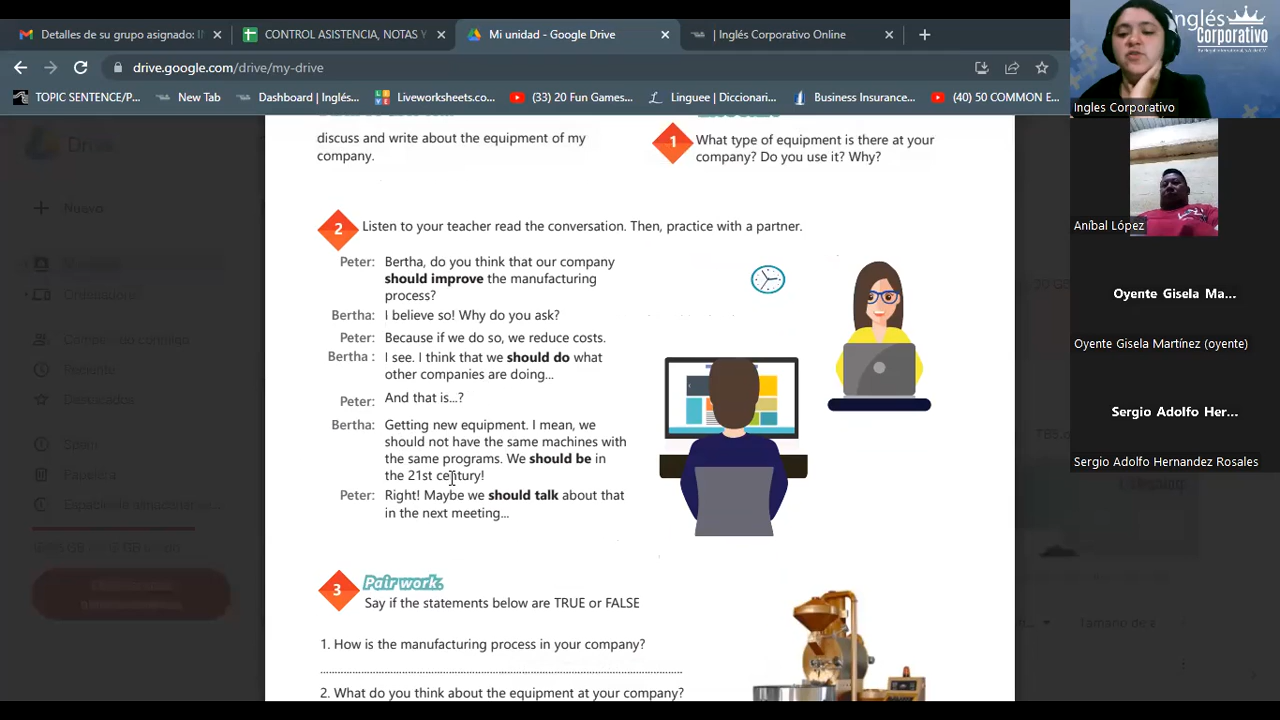 Detalles de su grupo asignado: I
CONTROL ASISTENCIA, NOTAS Y
Mi unidad - Google Drive
| Inglés Corporativo Online
drive.google.com/drive/my-drive
TOPIC SENTENCE/P...
New Tab
Dashboard | Inglés...
Liveworksheets.co...
(33) 20 Fun Games...
Linguee | Diccionari...
Business Insurance...
(40) 50 COMMON E...
inglés
Corporativo
Ingles Corporativo
Aníbal López
Oyente Gisela Ma...
Oyente Gisela Martínez (oyente)
Sergio Adolfo Her...
Sergio Adolfo Hernandez Rosales
Drive
Nuevo
Reciente
Destacados
Spam
Papelera
discuss and write about the equipment of my
company.
1
What type of equipment is there at your
company? Do you use it? Why?
2
Listen to your teacher read the conversation. Then, practice with a partner.
Peter: Bertha, do you think that our company
should improve the manufacturing
process?
Bertha: I believe so! Why do you ask?
Peter: Because if we do so, we reduce costs.
Bertha : I see. I think that we should do what
other companies are doing...
Peter: And that is...?
Bertha: Getting new equipment. I mean, we
should not have the same machines with
the same programs. We should be in
the 21st century!
Peter: Right! Maybe we should talk about that
in the next meeting...
3
Pair work.
Say if the statements below are TRUE or FALSE
1. How is the manufacturing process in your company?
2. What do you think about the equipment at your company?